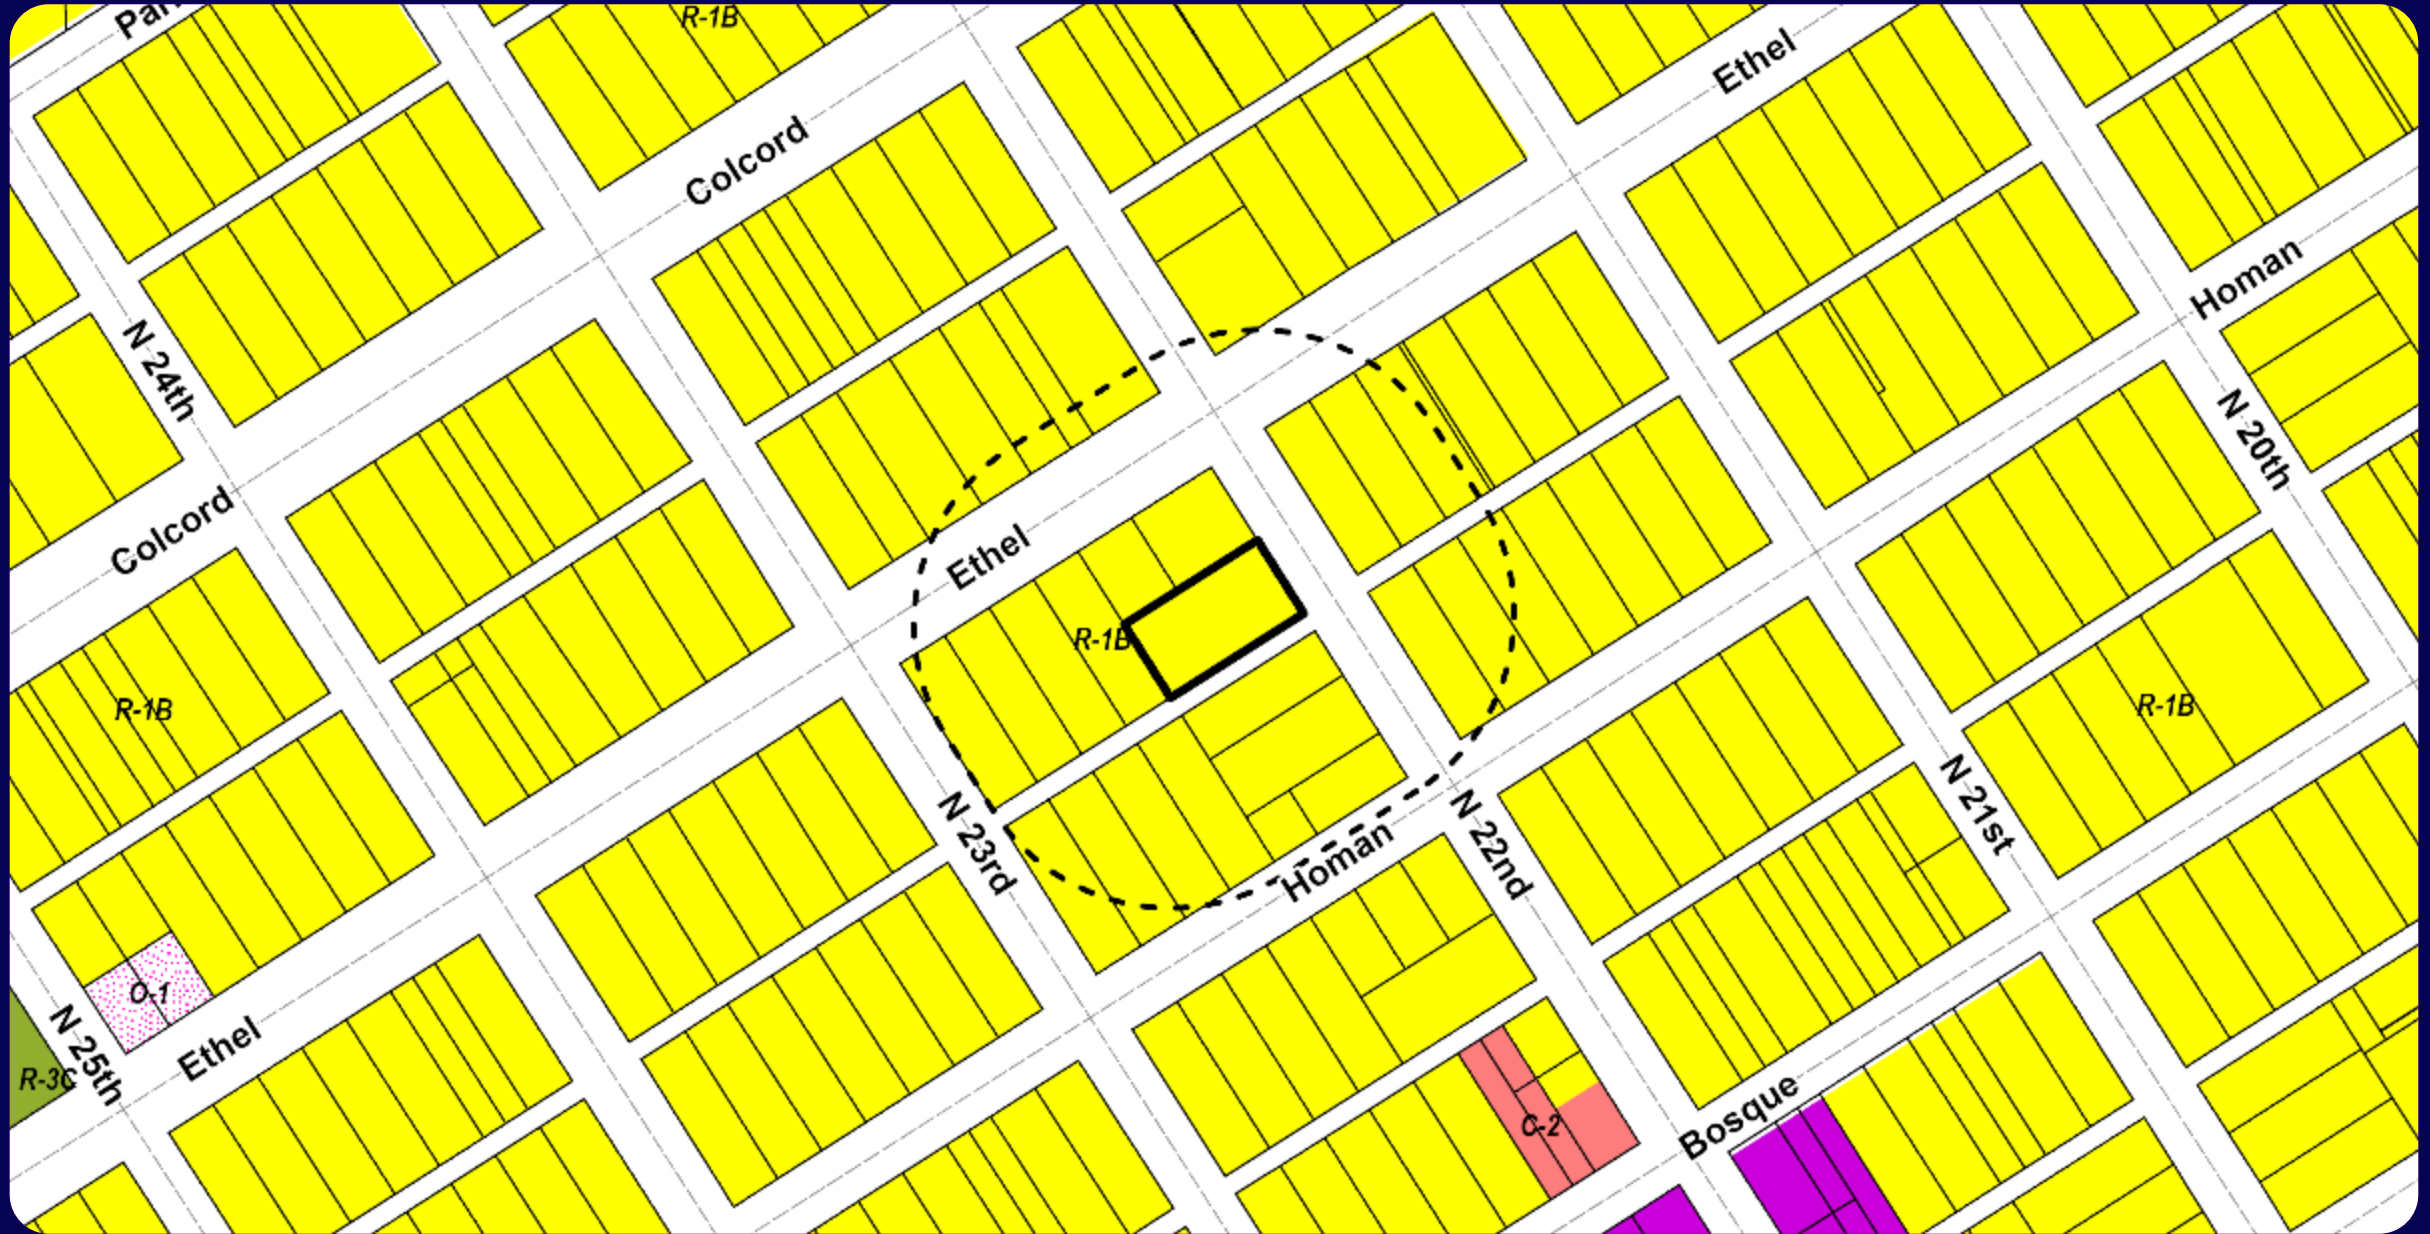 R-1B
Ethel
Colcord
Homan
N 24th
N 20th
Colcord
Ethel
R-1B
R-1B
R-1B
N 21st
N 23rd
N 22nd
Homan
O-1
N 25th
Ethel
R-3C
C-2
Bosque